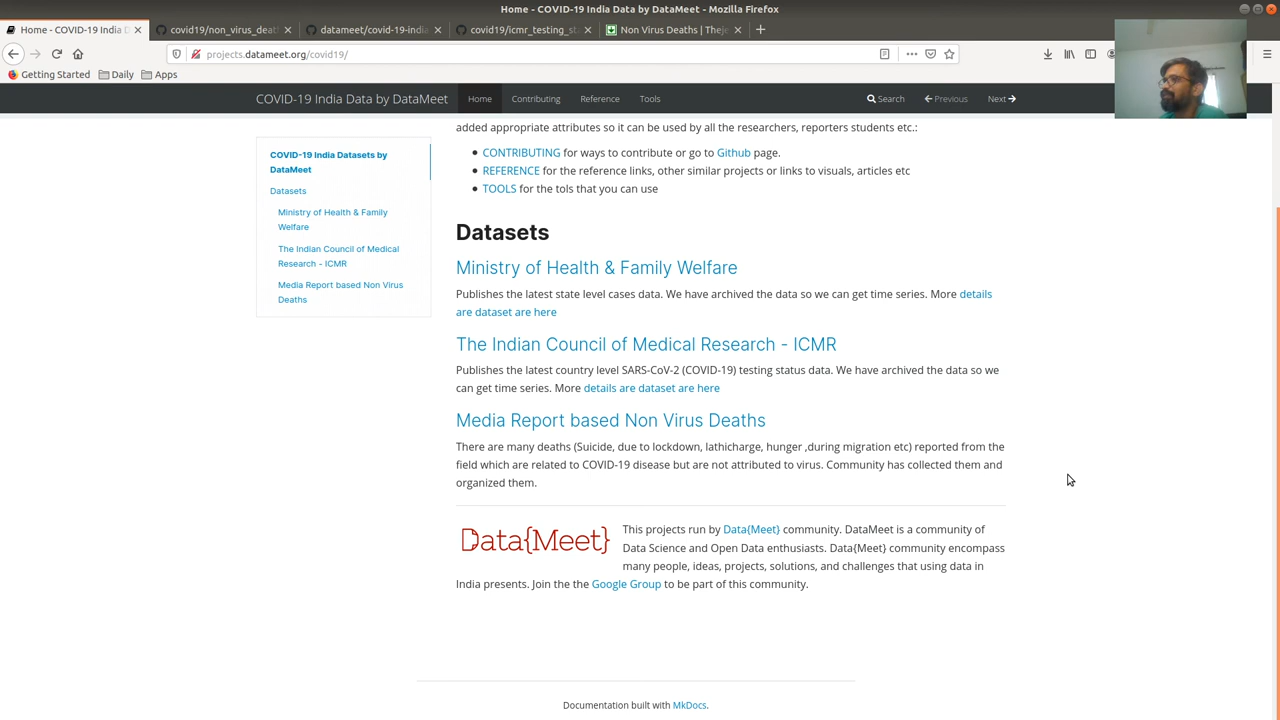 Home - COVID-19 India Data by DataMeet - Mozilla Firefox
Home - COVID-19 India D
covid19/non_virus_deat
datameet/covid-19-india
covid19/icmr_testing_st
Non Virus Deaths | Thej
projects.datameet.org/covid19/
Getting Started Daily Apps
COVID-19 India Data by DataMeet Home Contributing Reference Tools Search Previous Next
added appropriate attributes so it can be used by all the researchers, reporters students etc.:
CONTRIBUTING for ways to contribute or go to Github page.
REFERENCE for the reference links, other similar projects or links to visuals, articles etc
TOOLS for the tols that you can use
COVID-19 India Datasets by
DataMeet
Datasets
Ministry of Health & Family
Welfare
The Indian Council of Medical
Research - ICMR
Media Report based Non Virus
Deaths
Datasets
Ministry of Health & Family Welfare
Publishes the latest state level cases data. We have archived the data so we can get time series. More details
are dataset are here
The Indian Council of Medical Research - ICMR
Publishes the latest country level SARS-CoV-2 (COVID-19) testing status data. We have archived the data so we
can get time series. More details are dataset are here
Media Report based Non Virus Deaths
There are many deaths (Suicide, due to lockdown, lathicharge, hunger ,during migration etc) reported from the
field which are related to COVID-19 disease but are not attributed to virus. Community has collected them and
organized them.
Data{Meet}
This projects run by Data{Meet} community. DataMeet is a community of
Data Science and Open Data enthusiasts. Data{Meet} community encompass
many people, ideas, projects, solutions, and challenges that using data in
India presents. Join the the Google Group to be part of this community.
Documentation built with MkDocs.